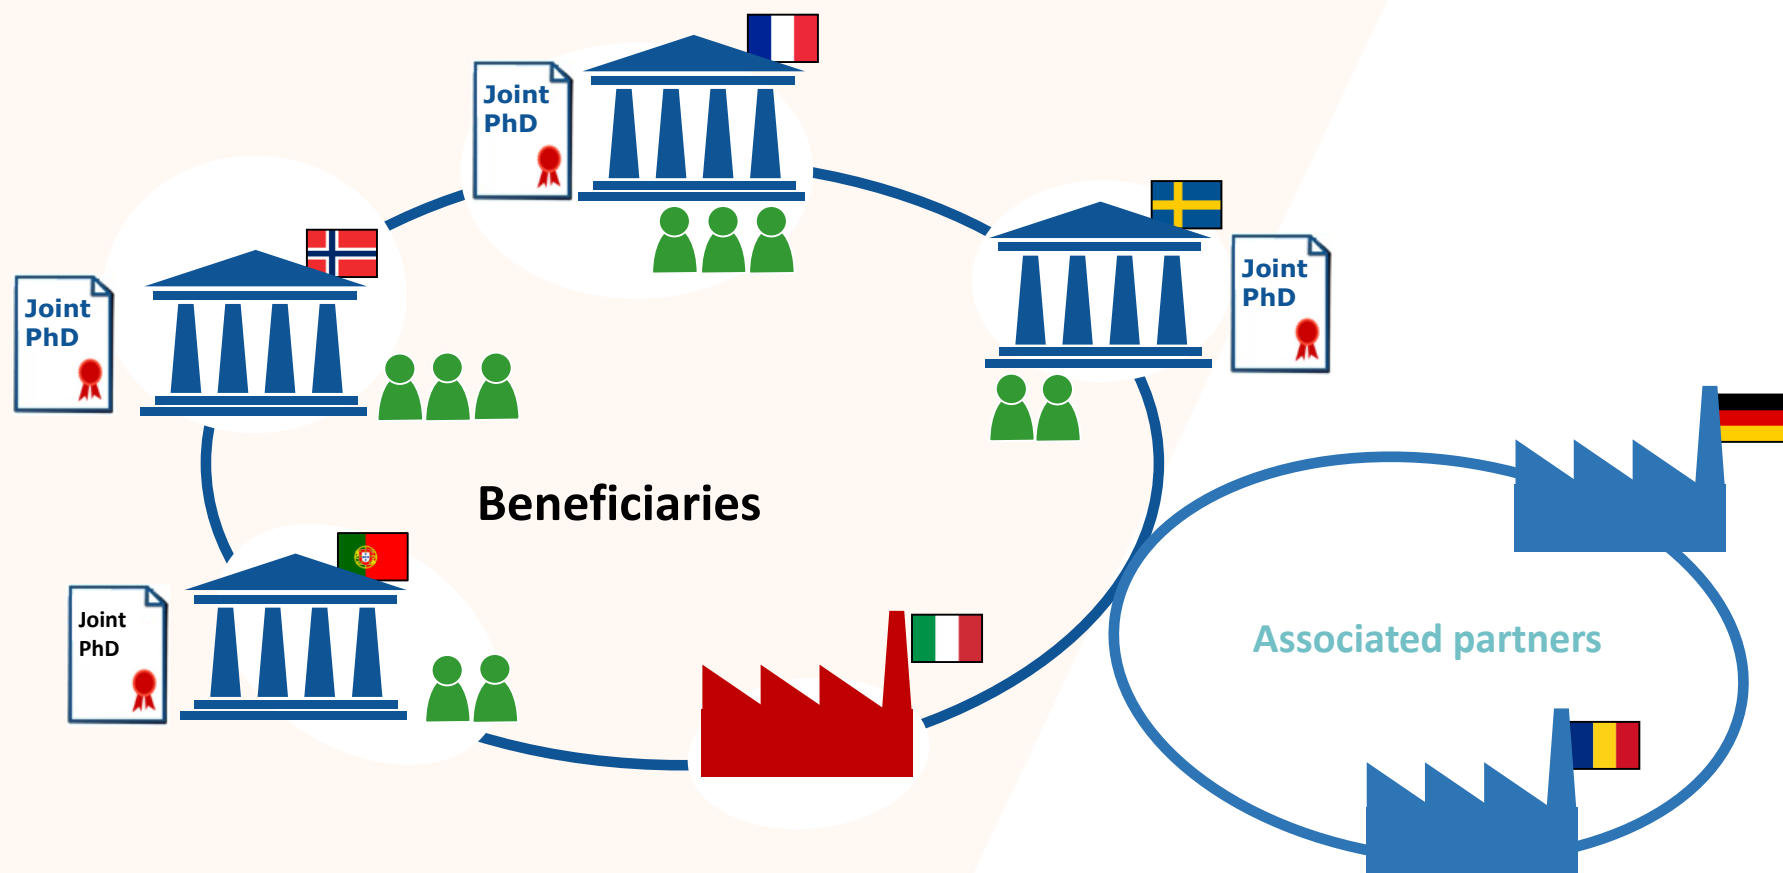 Joint
PhD
Joint
PhD
Joint
PhD
Beneficiaries
Joint
PhD
Associated partners